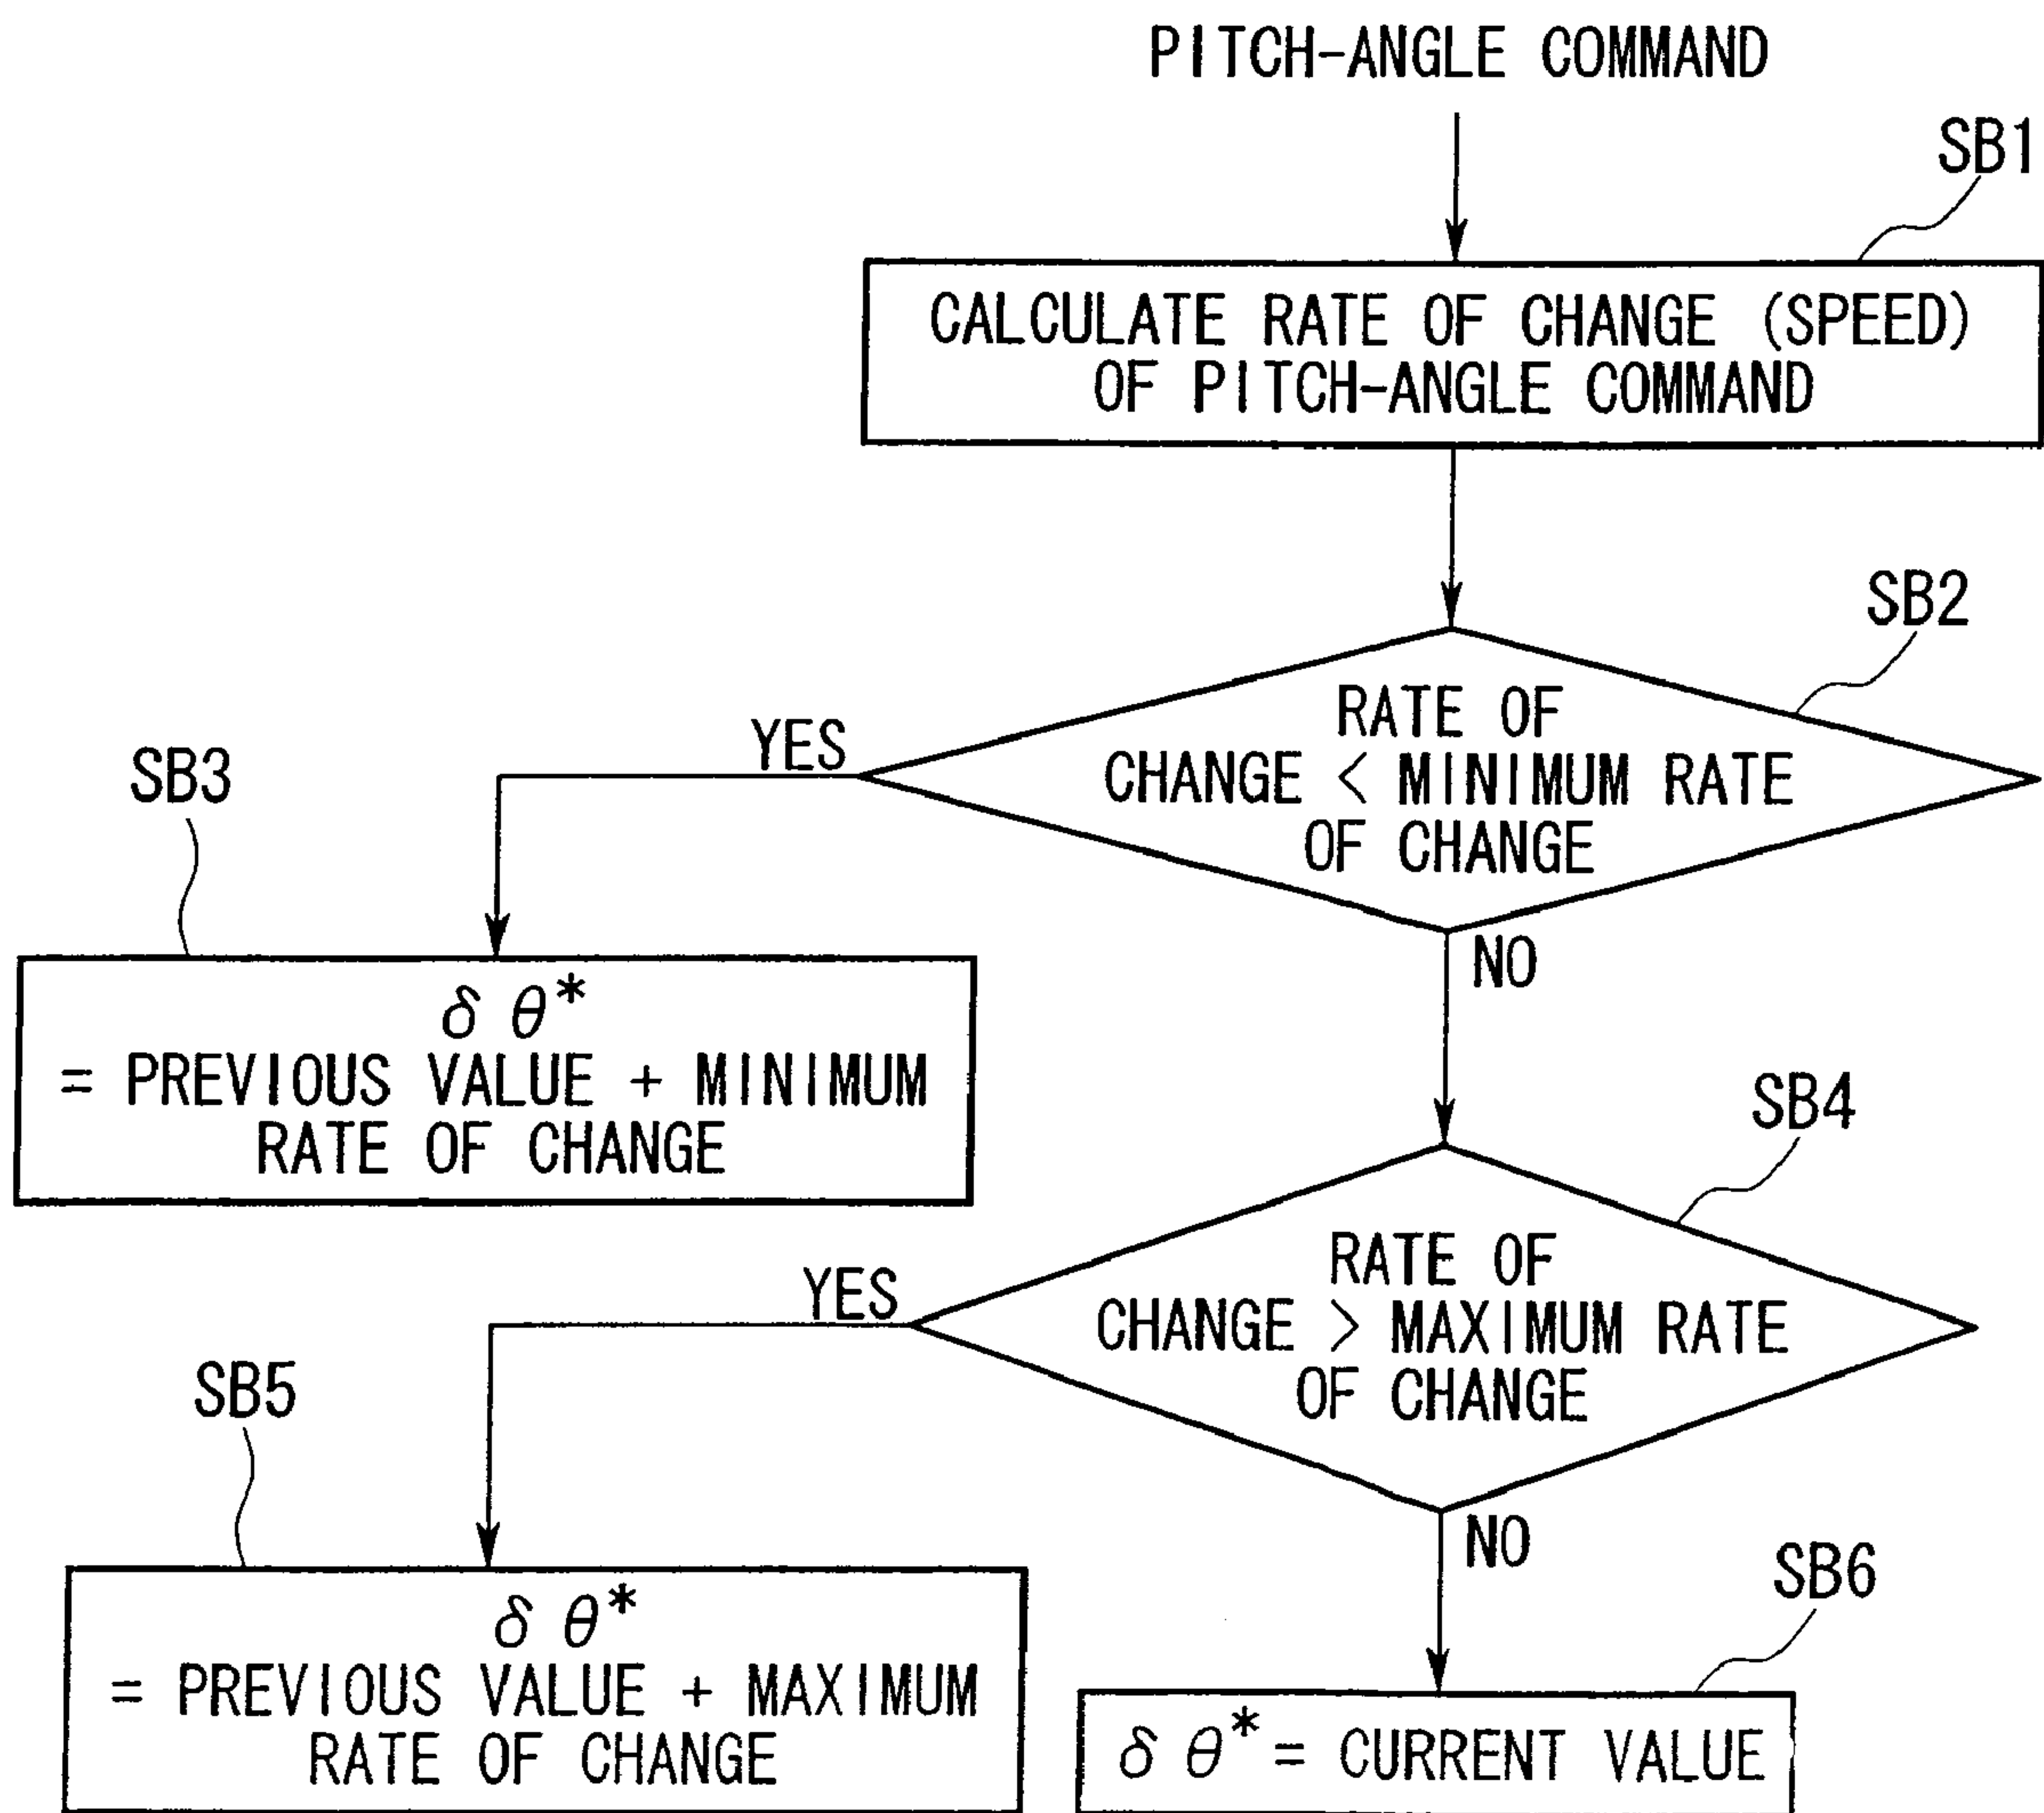 PITCH-ANGLE COMMAND
SB1
CALCULATE RATE OF CHANGE (SPEED)
OF PITCH-ANGLE COMMAND
SB2
RATE OF
CHANGE < MINIMUM RATE
OF CHANGE
YES
SB3
NO
δ θ*
= PREVIOUS VALUE + MINIMUM
RATE OF CHANGE
SB4
RATE OF
CHANGE > MAXIMUM RATE
OF CHANGE
YES
SB5
NO
SB6
δ θ*
= PREVIOUS VALUE + MAXIMUM
RATE OF CHANGE
δ θ* = CURRENT VALUE